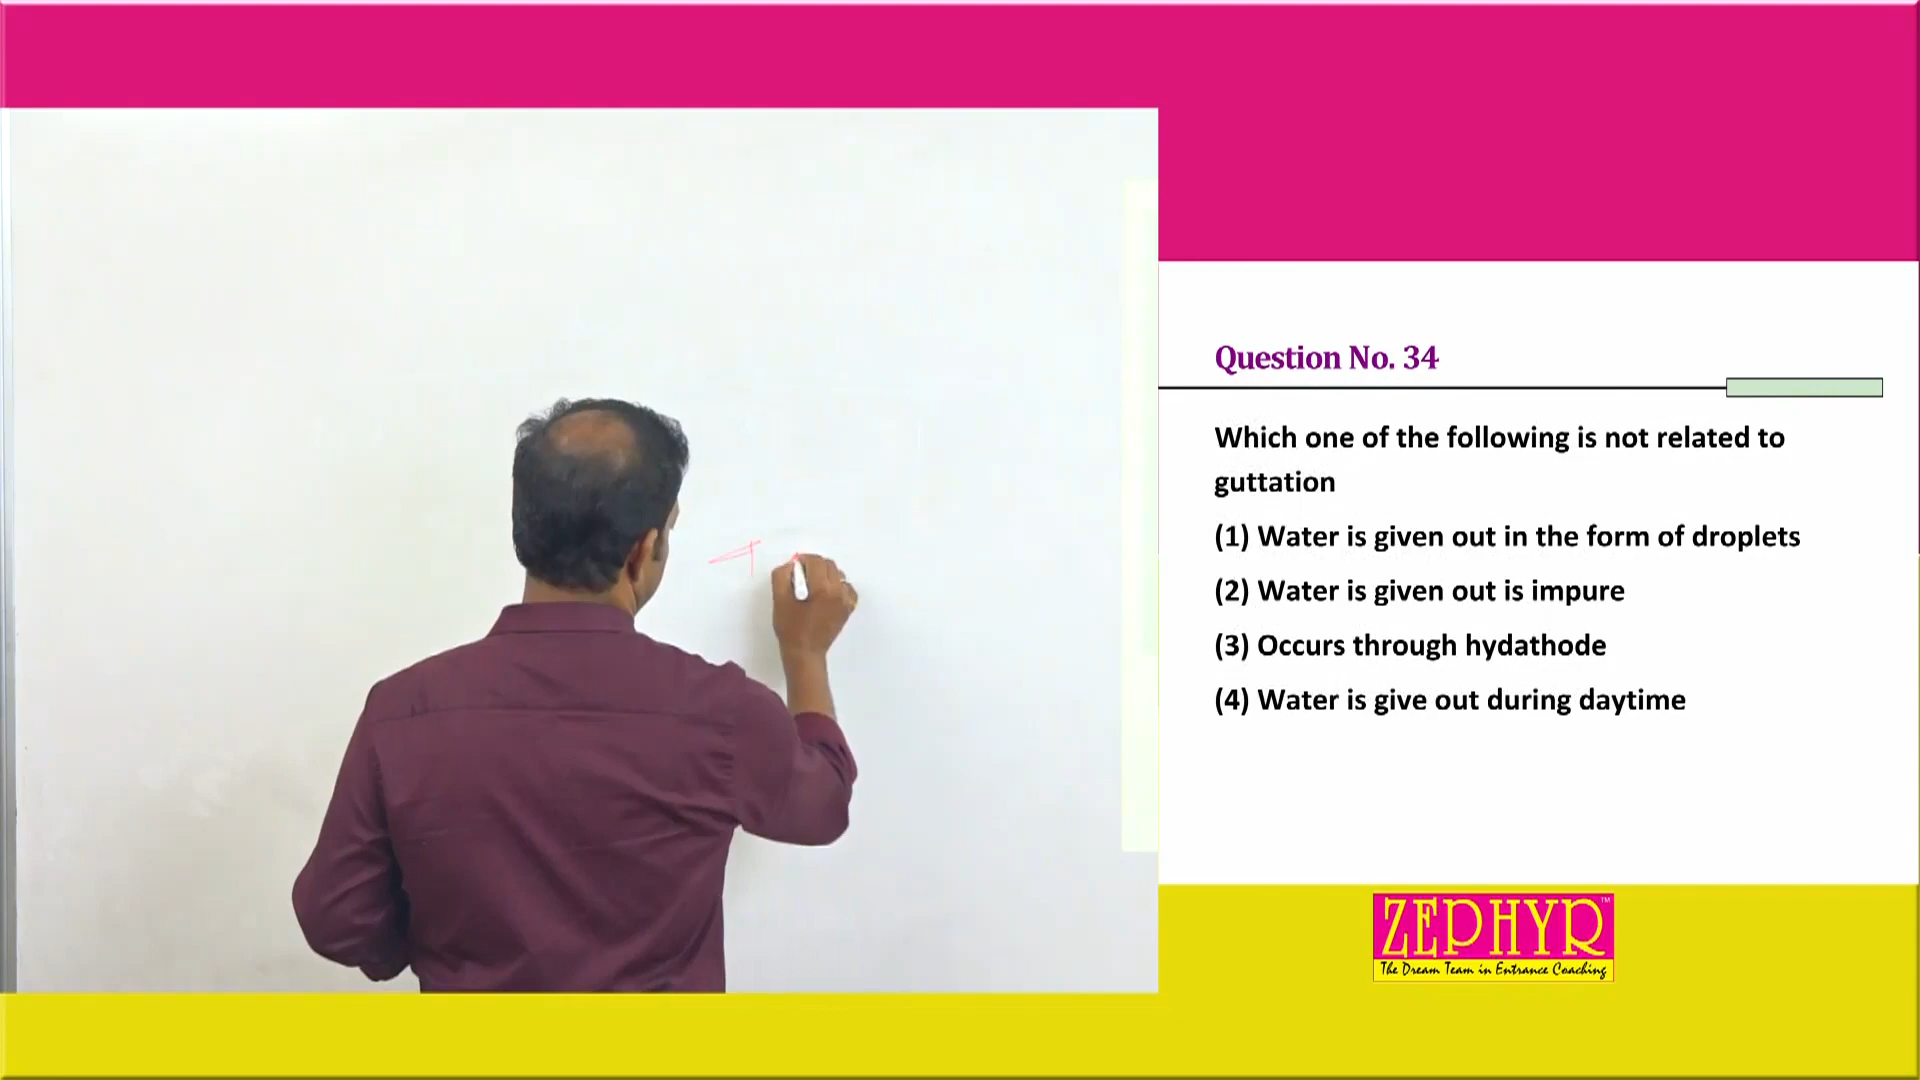 Question No. 34
Which one of the following is not related to
guttation
(1) Water is given out in the form of droplets
(2) Water is given out is impure
(3) Occurs through hydathode
(4) Water is give out during daytime
ZEPHYR™
The Dream Team in Entrance Coaching